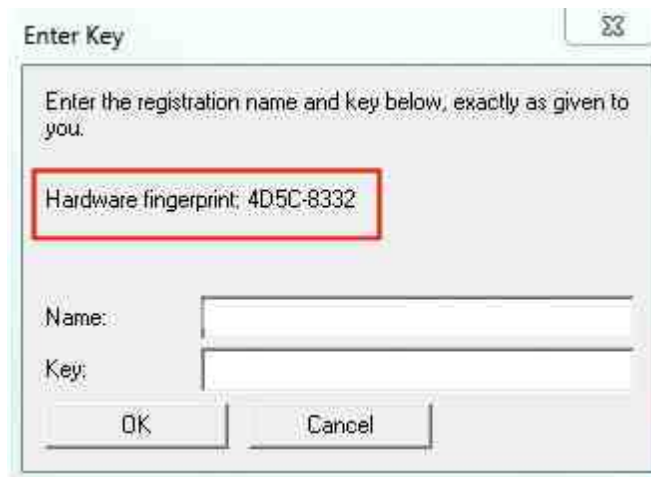 Enter Key
Enter the registration name and key below, exactly as given to
you.
Hardware fingerprint: 4D5C-8332
Name:
Key:
OK
Cancel